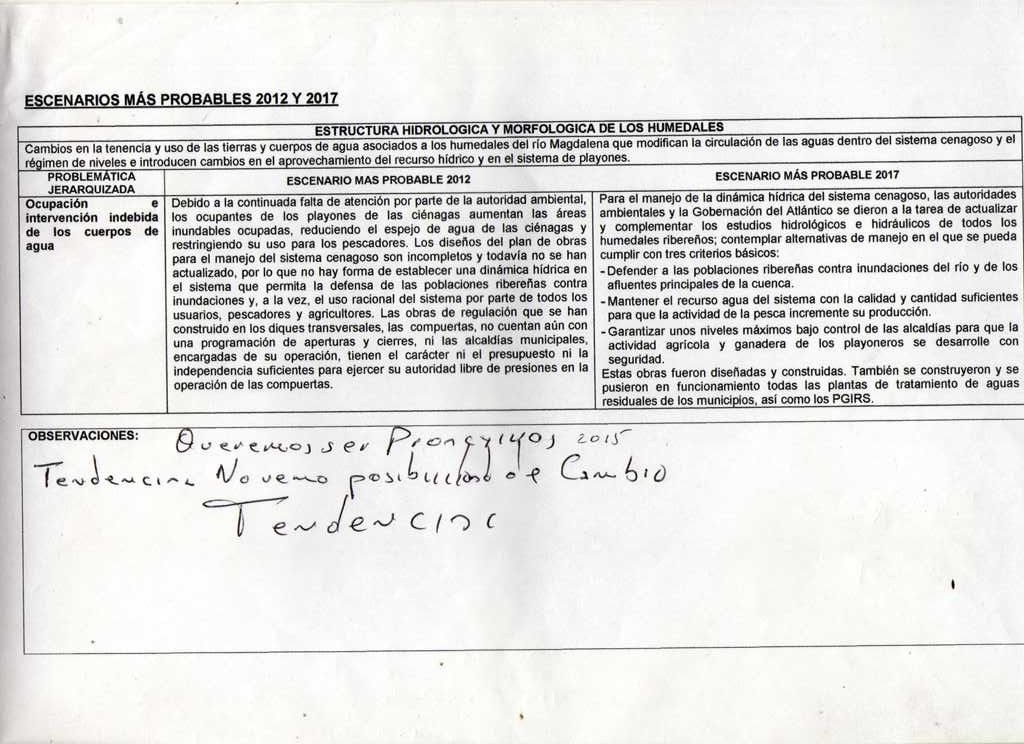 ESCENARIOS MÁS PROBABLES 2012 Y 2017
ESTRUCTURA HIDROLOGICA Y MORFOLOGICA DE LOS HUMEDALES
Cambios en la tenencia y uso de las tierras y cuerpos de agua asociados a los humedales del río Magdalena que modifican la circulación de las aguas dentro del sistema cenagoso y el
régimen de niveles e introducen cambios en el aprovechamiento del recurso hídrico y en el sistema de playones.
PROBLEMÁTICA
JERARQUIZADA
ESCENARIO MAS PROBABLE 2012
ESCENARIO MÁS PROBABLE 2017
Ocupación e
intervención indebida
de los cuerpos de
agua
Debido a la continuada falta de atención por parte de la autoridad ambiental,
los ocupantes de los playones de las ciénagas aumentan las áreas
inundables ocupadas, reduciendo el espejo de agua de las ciénagas y
restringiendo su uso para los pescadores. Los diseños del plan de obras
para el manejo del sistema cenagoso son incompletos y todavía no se han
actualizado, por lo que no hay forma de establecer una dinámica hídrica en
el sistema que permita la defensa de las poblaciones ribereñas contra
inundaciones y, a la vez, el uso racional del sistema por parte de todos los
usuarios, pescadores y agricultores. Las obras de regulación que se han
construido en los diques transversales, las compuertas, no cuentan aún con
una programación de aperturas y cierres, ni las alcaldías municipales,
encargadas de su operación, tienen el carácter ni el presupuesto ni la
independencia suficientes para ejercer su autoridad libre de presiones en la
operación de las compuertas.
Para el manejo de la dinámica hídrica del sistema cenagoso, las autoridades
ambientales y la Gobernación del Atlántico se dieron a la tarea de actualizar
y complementar los estudios hidrológicos e hidráulicos de todos los
humedales ribereños; contemplar alternativas de manejo en el que se pueda
cumplir con tres criterios básicos:
- Defender a las poblaciones ribereñas contra inundaciones del río y de los
afluentes principales de la cuenca.
- Mantener el recurso agua del sistema con la calidad y cantidad suficientes
para que la actividad de la pesca incremente su producción.
- Garantizar unos niveles máximos bajo control de las alcaldías para que la
actividad agrícola y ganadera de los playoneros se desarrolle con
seguridad.
Estas obras fueron diseñadas y construidas. También se construyeron y se
pusieron en funcionamiento todas las plantas de tratamiento de aguas
residuales de los municipios, así como los PGIRS.
OBSERVACIONES:
Queremos ser 2015
Tendencia No vemo posibilidad de Cambio
Tendencia